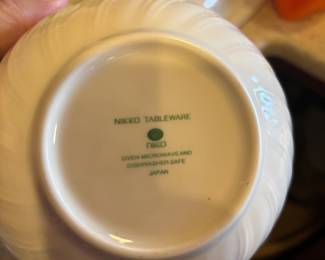 NIKKO TABLEWARE
NIKKO
OVEN MICROWAVE AND
DISHWASHER SAFE
JAPAN